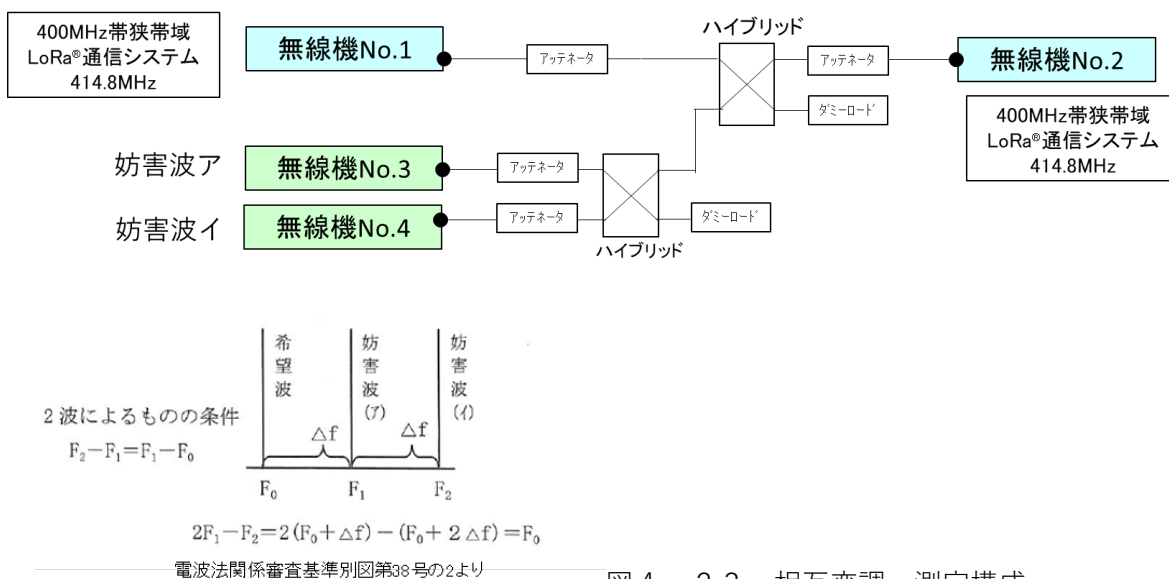 400MHz帯狭帯域
LoRa®通信システム
414.8MHz
無線機No.1
アッテネータ
ハイブリッド
アッテネータ
無線機No.2
ダミーロード
400MHz帯狭帯域
LoRa®通信システム
414.8MHz
妨害波ア
無線機No.3
アッテネータ
妨害波イ
無線機No.4
アッテネータ
ダミーロード
ハイブリッド
希望波
妨害波(ア)
妨害波(イ)
2波によるものの条件
F₂−F₁=F₁−F₀
△f
△f
F₀
F₁
F₂
2F₁−F₂=2(F₀+△f)−(F₀+2△f)=F₀
電波法関係審査基準別図第38号の2より